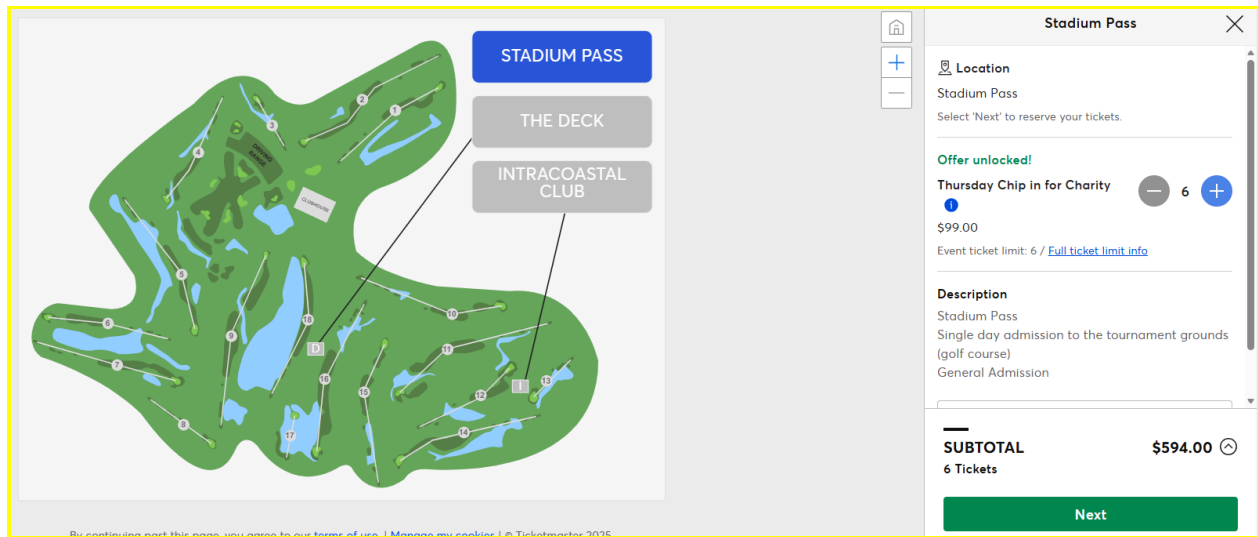 STADIUM PASS
THE DECK
INTRACOASTAL
CLUB
2
1
3
4
DRIVING
RANGE
CLUBHOUSE
5
6
7
8
9
18
10
11
D
16
15
I
13
12
14
17
By continuing past this page, you agree to our terms of use. | Manage my cookies | © Ticketmaster 2025
Stadium Pass
Location
Stadium Pass
Select 'Next' to reserve your tickets.
Offer unlocked!
Thursday Chip in for Charity
i
6
$99.00
Event ticket limit: 6 / Full ticket limit info
Description
Stadium Pass
Single day admission to the tournament grounds
(golf course)
General Admission
SUBTOTAL $594.00
6 Tickets
Next